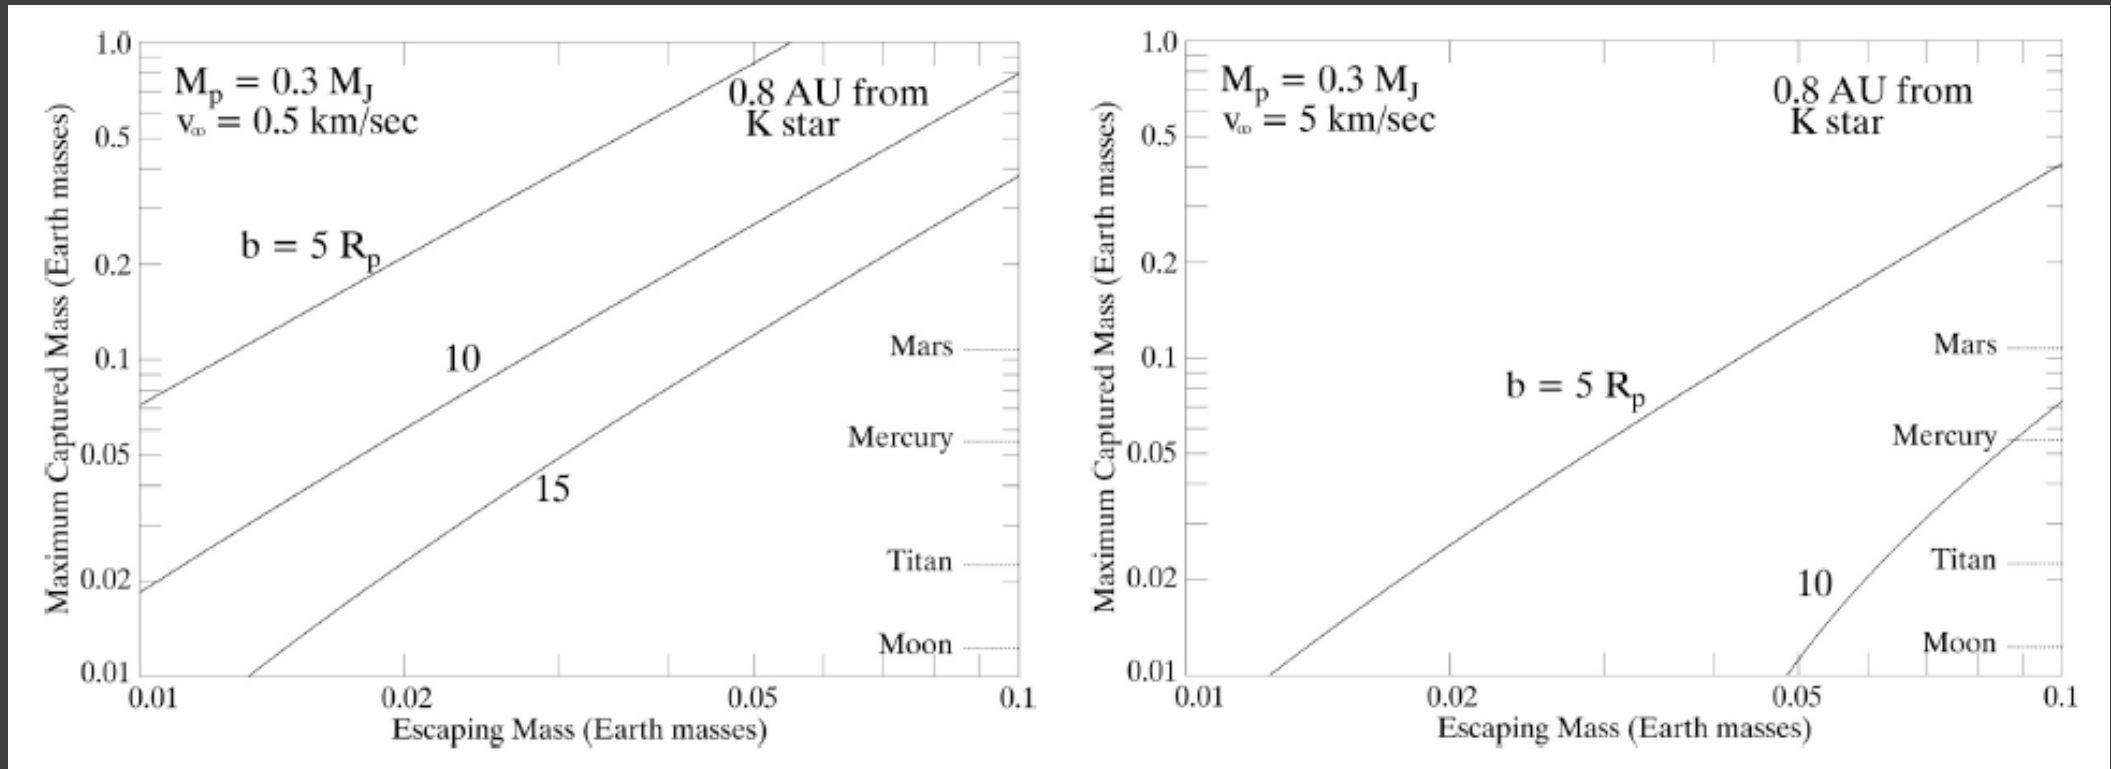 Maximum Captured Mass (Earth masses)
1.0
0.5
0.2
0.1
0.05
0.02
0.01
M_p = 0.3 M_J
v_∞ = 0.5 km/sec
0.8 AU from
K star
b = 5 R_p
10
15
Mars
Mercury
Titan
Moon
0.01 0.02 0.05 0.1
Escaping Mass (Earth masses)
Maximum Captured Mass (Earth masses)
1.0
0.5
0.2
0.1
0.05
0.02
0.01
M_p = 0.3 M_J
v_∞ = 5 km/sec
0.8 AU from
K star
b = 5 R_p
10
Mars
Mercury
Titan
Moon
0.01 0.02 0.05 0.1
Escaping Mass (Earth masses)